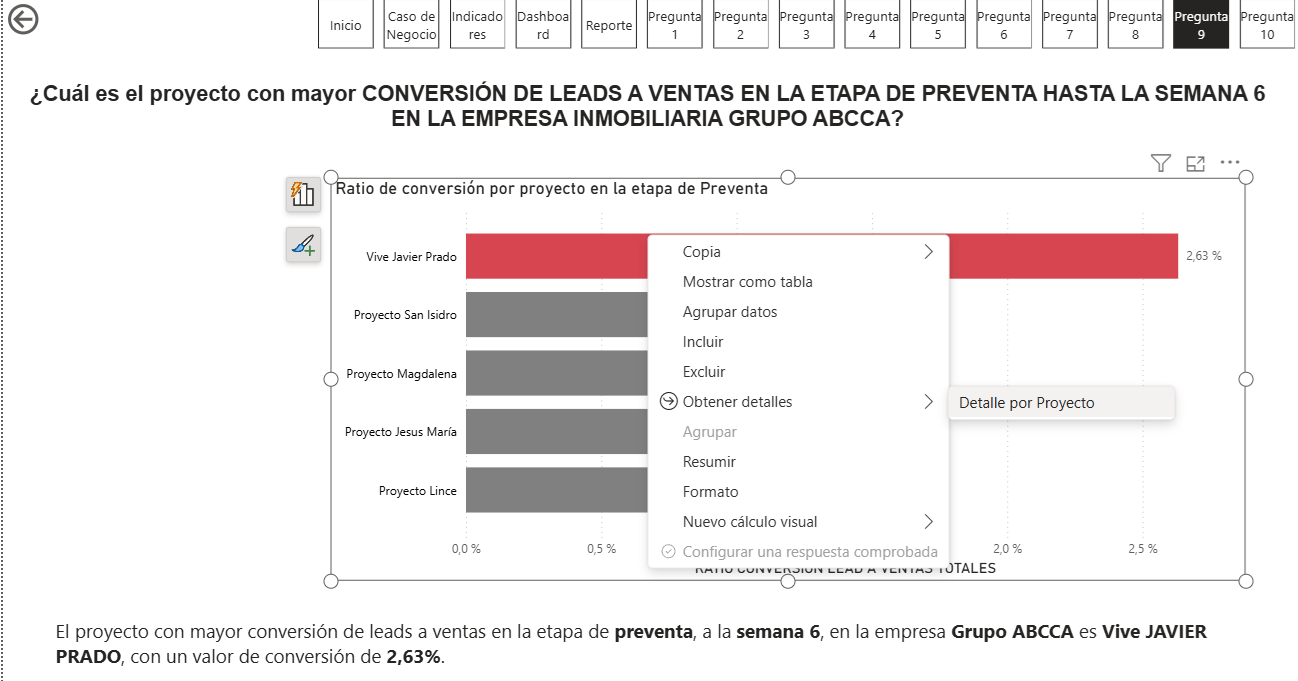 Inicio
Caso de
Negocio
Indicado
res
Dashboa
rd
Reporte
Pregunta
1
Pregunta
2
Pregunta
3
Pregunta
4
Pregunta
5
Pregunta
6
Pregunta
7
Pregunta
8
Pregunta
9
Pregunta
10
¿Cuál es el proyecto con mayor CONVERSIÓN DE LEADS A VENTAS EN LA ETAPA DE PREVENTA HASTA LA SEMANA 6
EN LA EMPRESA INMOBILIARIA GRUPO ABCCA?
Ratio de conversión por proyecto en la etapa de Preventa
Vive Javier Prado
2,63 %
Proyecto San Isidro
Proyecto Magdalena
Proyecto Jesus María
Proyecto Lince
Copia
Mostrar como tabla
Agrupar datos
Incluir
Excluir
Obtener detalles
Detalle por Proyecto
Agrupar
Resumir
Formato
Nuevo cálculo visual
Configurar una respuesta comprobada
0,0 %
0,5 %
2,0 %
2,5 %
RATIO CONVERSIÓN LEAD A VENTAS TOTALES
El proyecto con mayor conversión de leads a ventas en la etapa de preventa, a la semana 6, en la empresa Grupo ABCCA es Vive JAVIER
PRADO, con un valor de conversión de 2,63%.